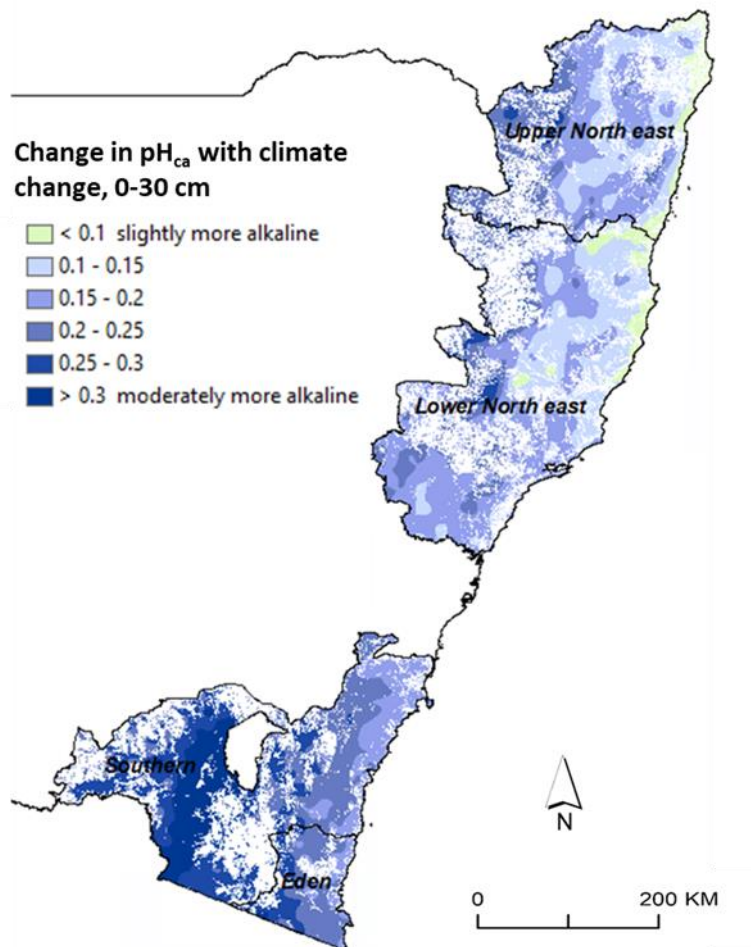 Upper North east
Change in pHca with climate
change, 0-30 cm
< 0.1 slightly more alkaline
0.1 - 0.15
0.15 - 0.2
0.2 - 0.25
0.25 - 0.3
> 0.3 moderately more alkaline
Lower North east
Southern
Eden
N
0 200 KM